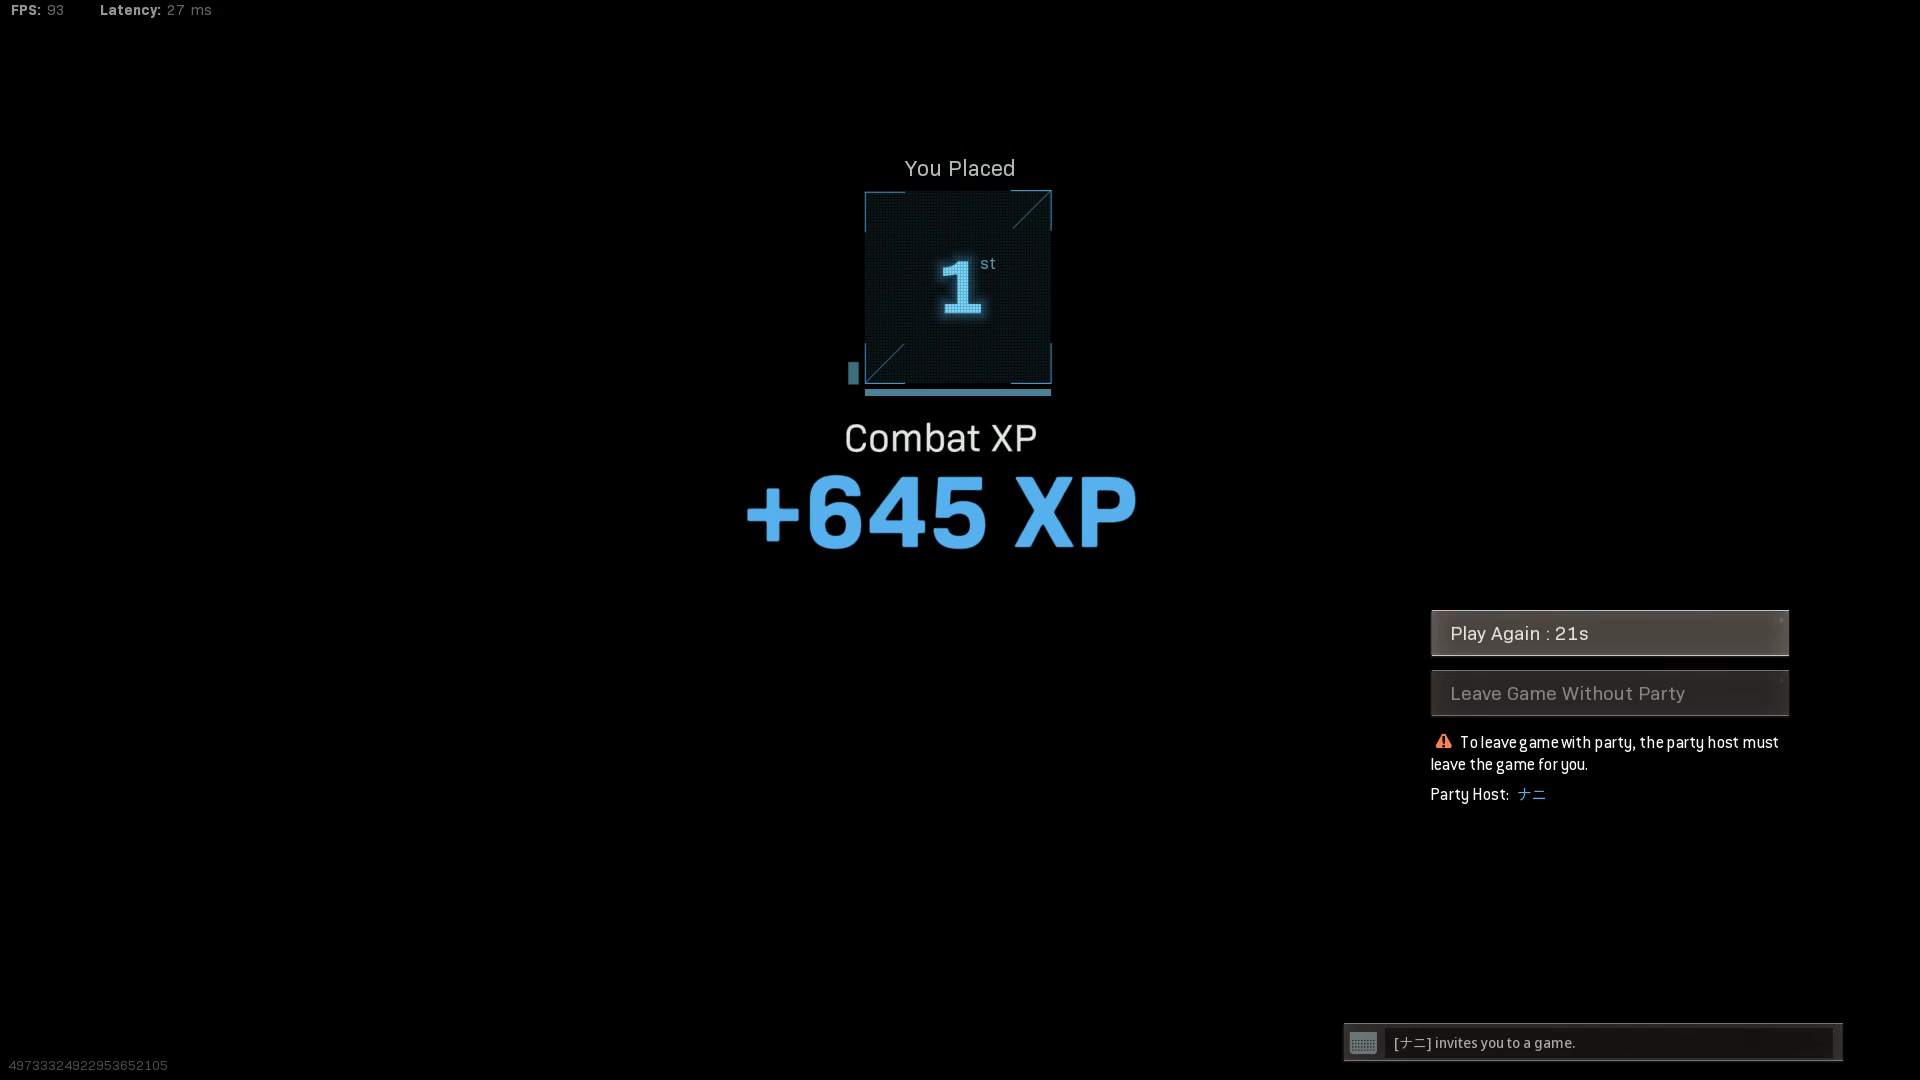 FPS: 93 Latency: 27 ms
You Placed
1st
Combat XP
+645 XP
Play Again : 21s
Leave Game Without Party
To leave game with party, the party host must
leave the game for you.
Party Host: ナニ
[ナニ] invites you to a game.
49733324922953652105